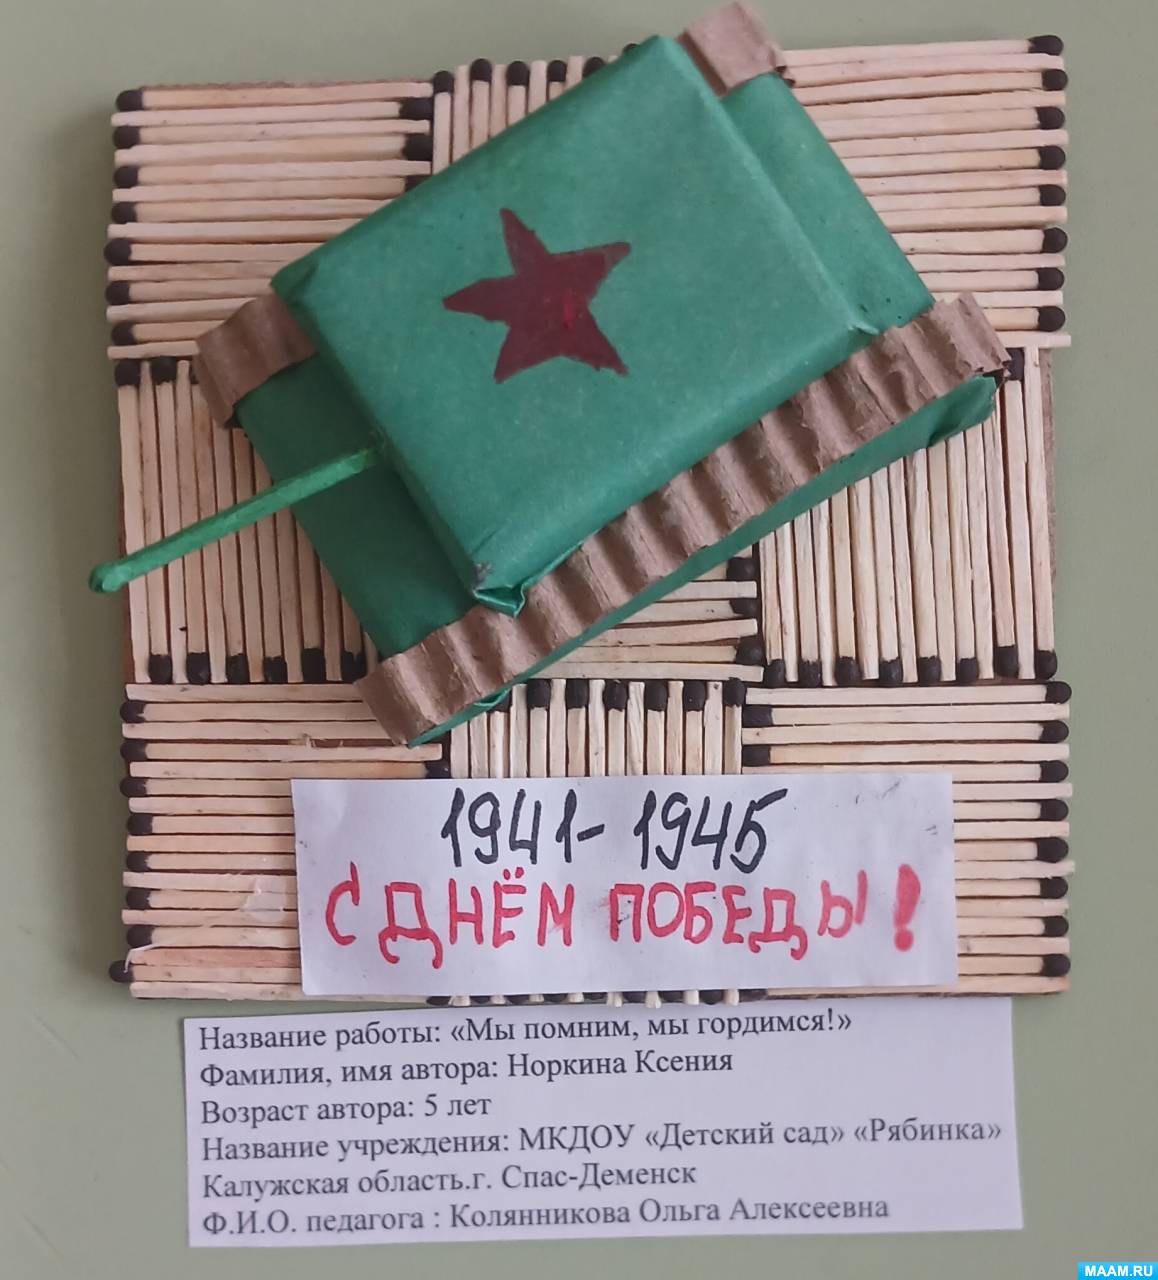 1941-1945
С ДНЁМ ПОБЕДЫ!
Название работы: «Мы помним, мы гордимся!»
Фамилия, имя автора: Норкина Ксения
Возраст автора: 5 лет
Название учреждения: МКДОУ «Детский сад» «Рябинка»
Калужская область.г. Спас-Деменск
Ф.И.О. педагога : Колянникова Ольга Алексеевна
MAAM.RU